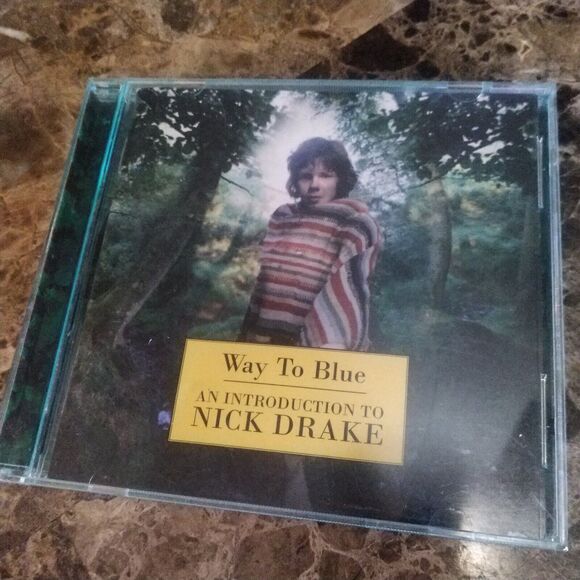 Way To Blue
AN INTRODUCTION TO
NICK DRAKE